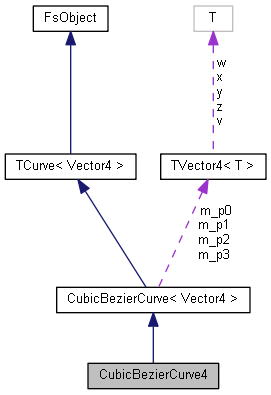 FsObject
T
w
x
y
z
v
TCurve< Vector4 >
TVector4< T >
m_p0
m_p1
m_p2
m_p3
CubicBezierCurve< Vector4 >
CubicBezierCurve4